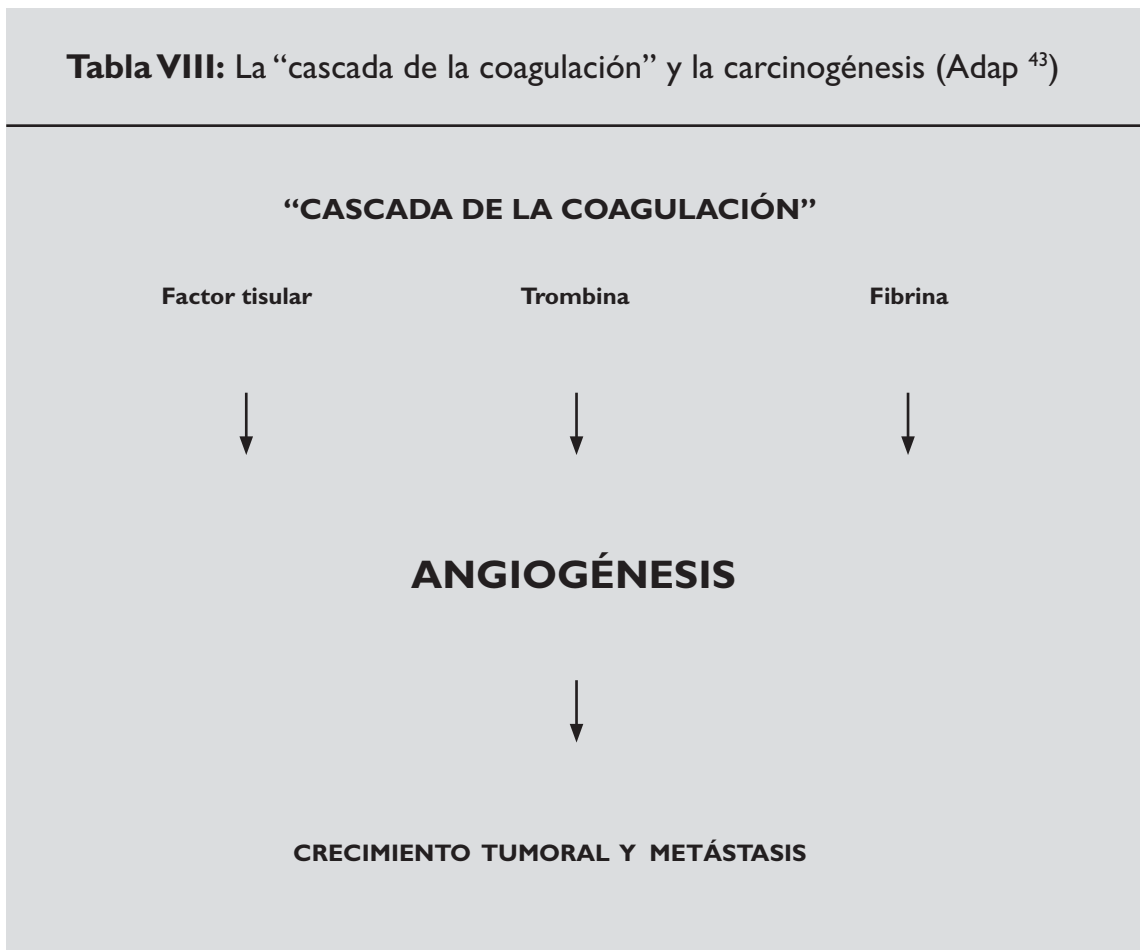 Tabla VIII: La “cascada de la coagulación” y la carcinogénesis (Adap 43)
“CASCADA DE LA COAGULACIÓN”
Factor tisular Trombina Fibrina
ANGIOGÉNESIS
CRECIMIENTO TUMORAL Y METÁSTASIS